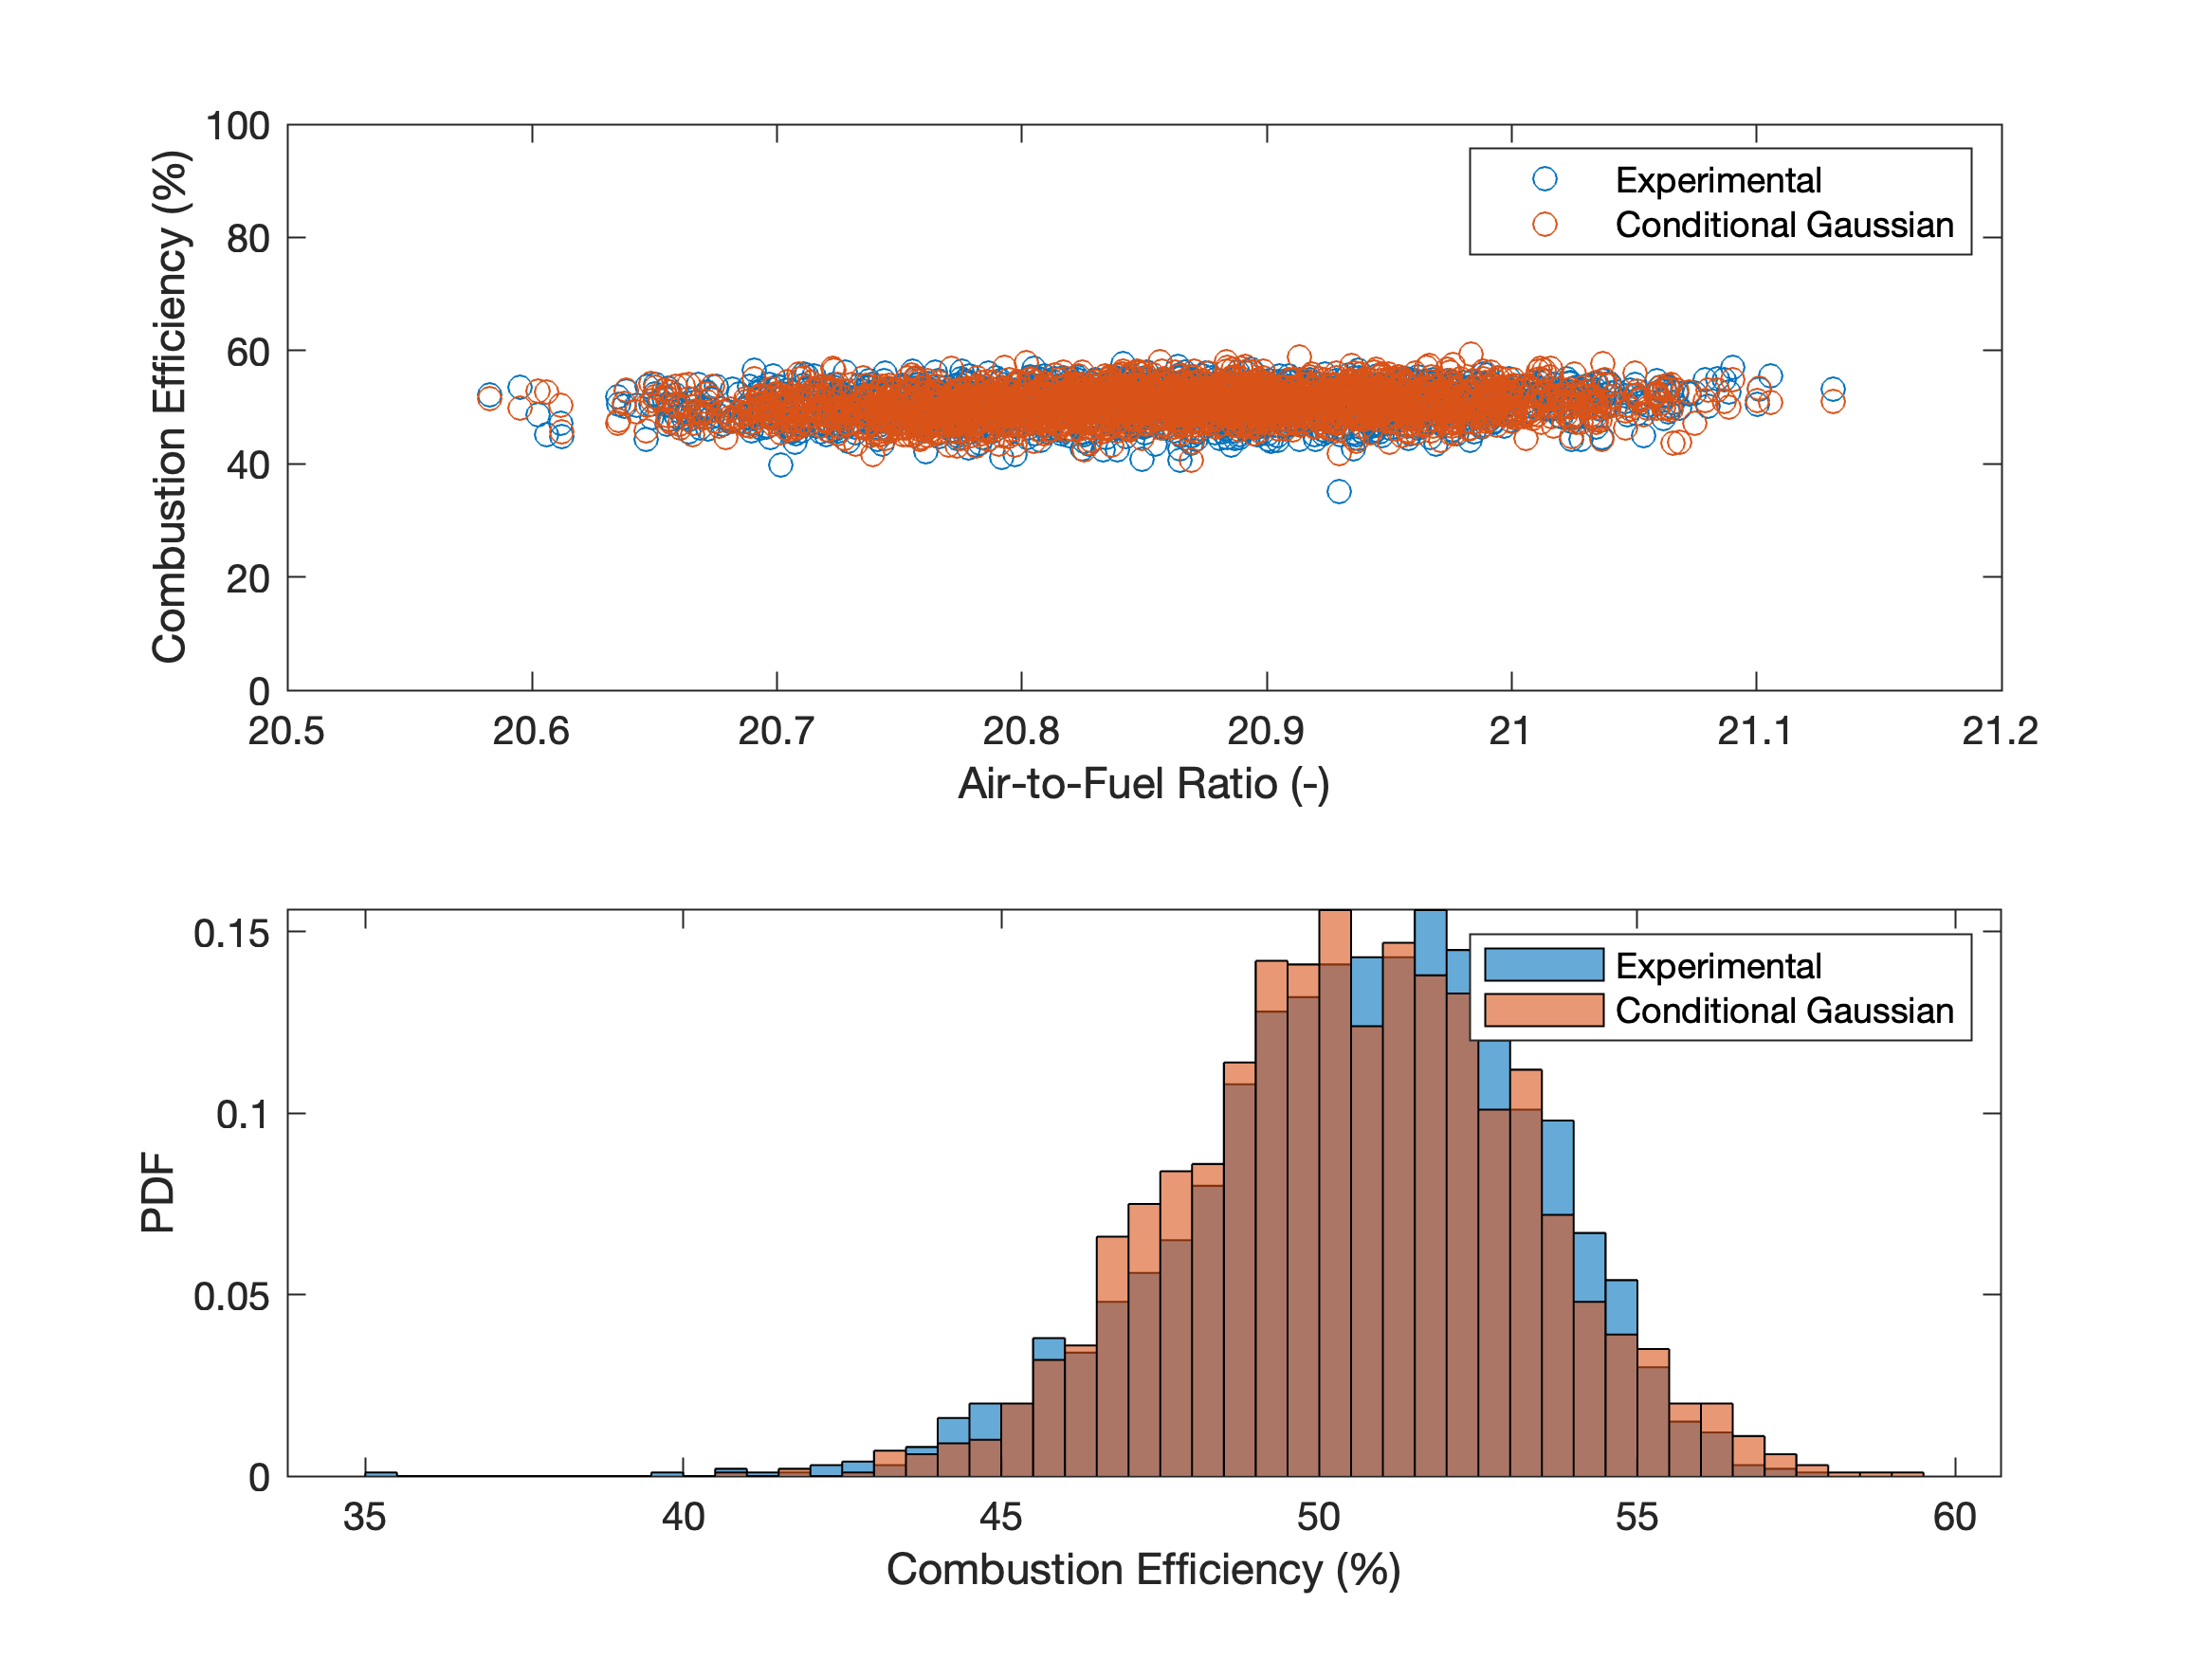 100
80
60
40
20
0
Combustion Efficiency (%)
Experimental
Conditional Gaussian
20.5 20.6 20.7 20.8 20.9 21 21.1 21.2
Air-to-Fuel Ratio (-)
0.15
0.1
0.05
0
PDF
Experimental
Conditional Gaussian
35 40 45 50 55 60
Combustion Efficiency (%)